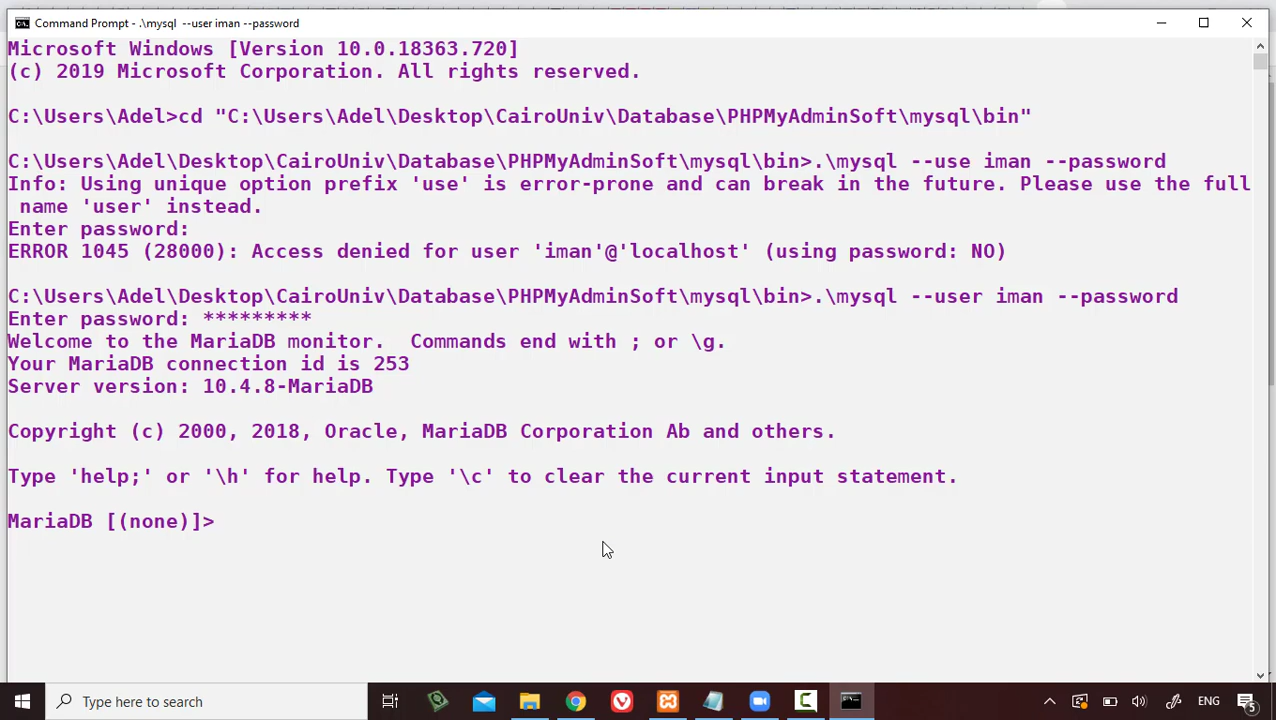 Command Prompt - .\mysql  --user iman --password
Microsoft Windows [Version 10.0.18363.720]
(c) 2019 Microsoft Corporation. All rights reserved.
C:\Users\Adel>cd "C:\Users\Adel\Desktop\CairoUniv\Database\PHPMyAdminSoft\mysql\bin"
C:\Users\Adel\Desktop\CairoUniv\Database\PHPMyAdminSoft\mysql\bin>.\mysql --use iman --password
Info: Using unique option prefix 'use' is error-prone and can break in the future. Please use the full
 name 'user' instead.
Enter password:
ERROR 1045 (28000): Access denied for user 'iman'@'localhost' (using password: NO)
C:\Users\Adel\Desktop\CairoUniv\Database\PHPMyAdminSoft\mysql\bin>.\mysql --user iman --password
Enter password: *********
Welcome to the MariaDB monitor.  Commands end with ; or \g.
Your MariaDB connection id is 253
Server version: 10.4.8-MariaDB
Copyright (c) 2000, 2018, Oracle, MariaDB Corporation Ab and others.
Type 'help;' or '\h' for help. Type '\c' to clear the current input statement.
MariaDB [(none)]>
Type here to search
ENG
5